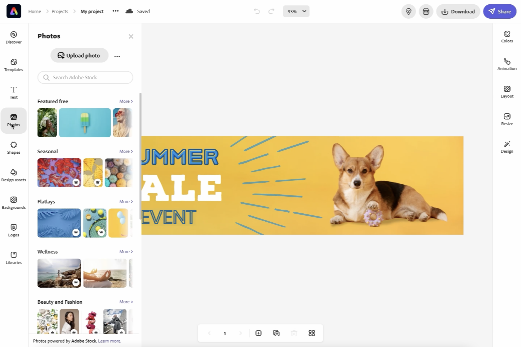 Home > Projects > My project ••• Saved
93%
Download
Share
Discover
Templates
Text
Photos
Shapes
Design assets
Backgrounds
Logos
Libraries
Photos
Upload photo
Search Adobe Stock
Featured free More >
Seasonal More >
Flatlays More >
Wellness More >
Beauty and Fashion More >
Photos powered by Adobe Stock. Learn more.
UMMER
ALE
EVENT
1
Colors
Animation
Layout
Resize
Design